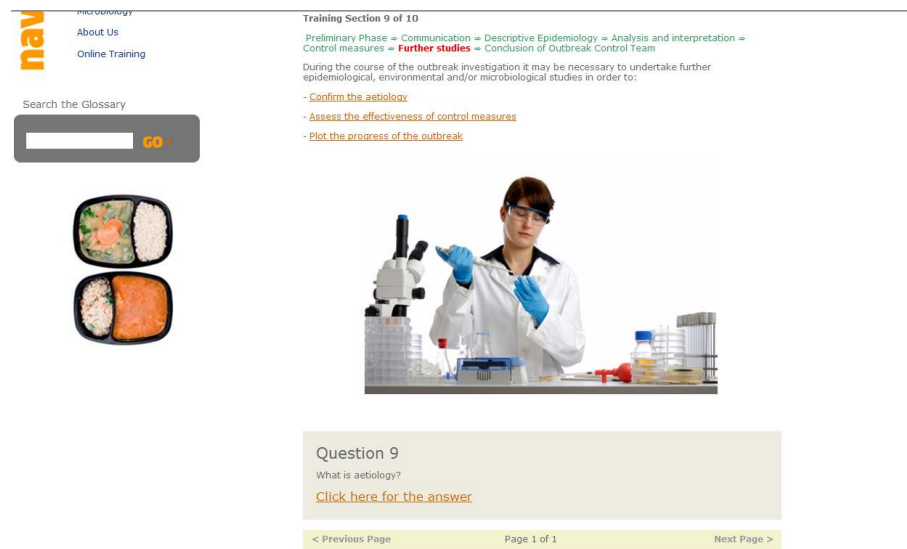 nav
Microbiology
About Us
Online Training
Search the Glossary
GO
Training Section 9 of 10
Preliminary Phase ⇒ Communication ⇒ Descriptive Epidemiology ⇒ Analysis and interpretation ⇒
Control measures ⇒ Further studies ⇒ Conclusion of Outbreak Control Team
During the course of the outbreak investigation it may be necessary to undertake further
epidemiological, environmental and/or microbiological studies in order to:
- Confirm the aetiology
- Assess the effectiveness of control measures
- Plot the progress of the outbreak
Question 9
What is aetiology?
Click here for the answer
< Previous Page Page 1 of 1 Next Page >